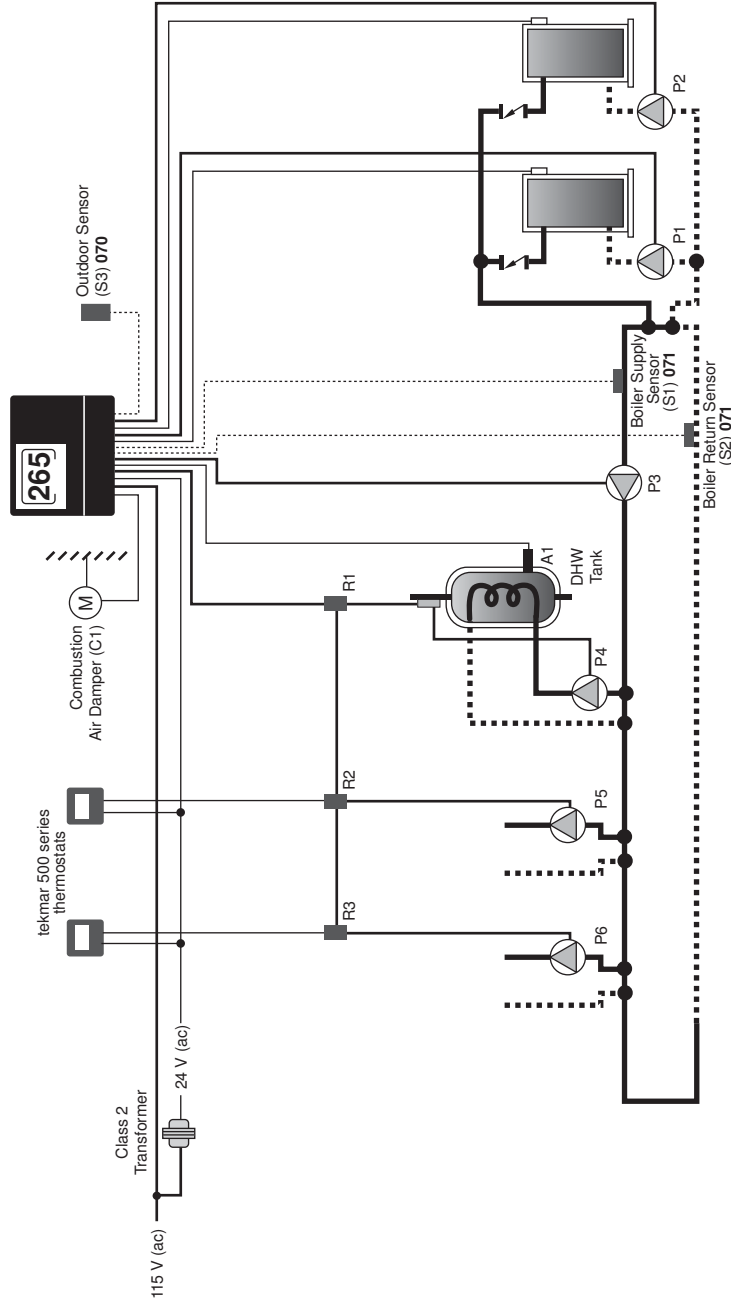 115 V (ac)
Class 2
Transformer
24 V (ac)
tekmar 500 series
thermostats
Combustion
Air Damper (C1)
M
265
Outdoor Sensor
(S3) 070
R3
R2
R1
P6
P5
P4
A1
DHW
Tank
P3
Boiler Supply
Sensor
(S1) 071
Boiler Return Sensor
(S2) 071
P1
P2